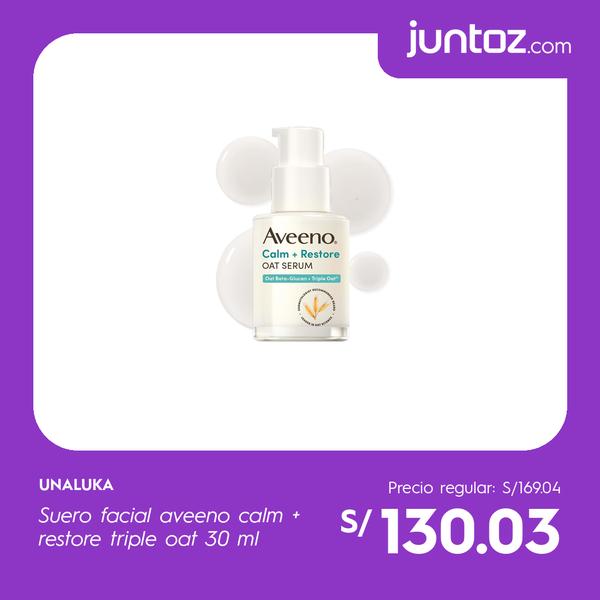 juntoz.com
Aveeno®
Calm + Restore
OAT SERUM
Oat Beta-Glucan + Triple Oat
UNALUKA
Suero facial aveeno calm +
restore triple oat 30 ml
Precio regular: S/169.04
S/130.03